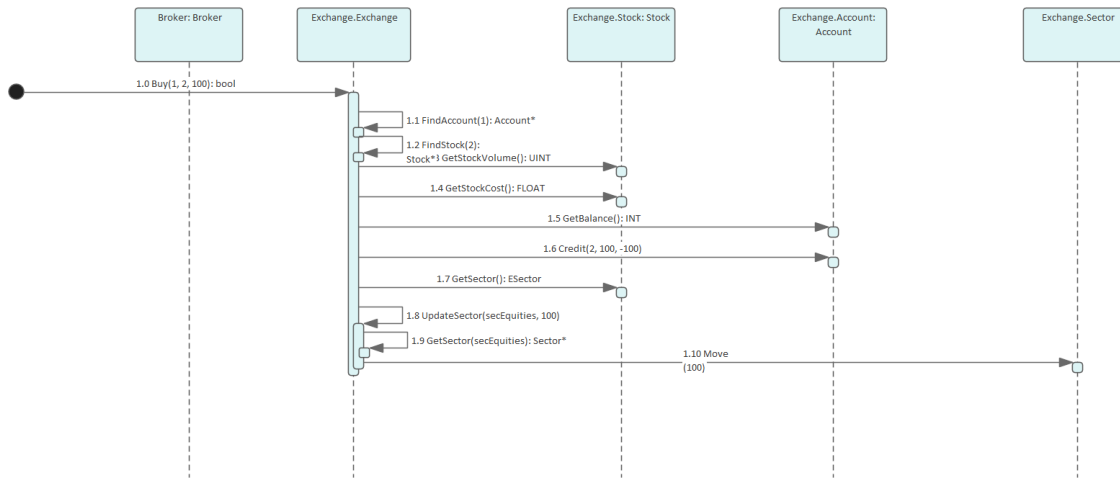 Broker: Broker
Exchange.Exchange
Exchange.Stock: Stock
Exchange.Account:
Account
Exchange.Sector
1.0 Buy(1, 2, 100): bool
1.1 FindAccount(1): Account*
1.2 FindStock(2):
Stock*
GetStockVolume(): UINT
1.4 GetStockCost(): FLOAT
1.5 GetBalance(): INT
1.6 Credit(2, 100, -100)
1.7 GetSector(): ESector
1.8 UpdateSector(secEquities, 100)
1.9 GetSector(secEquities): Sector*
1.10 Move
(100)